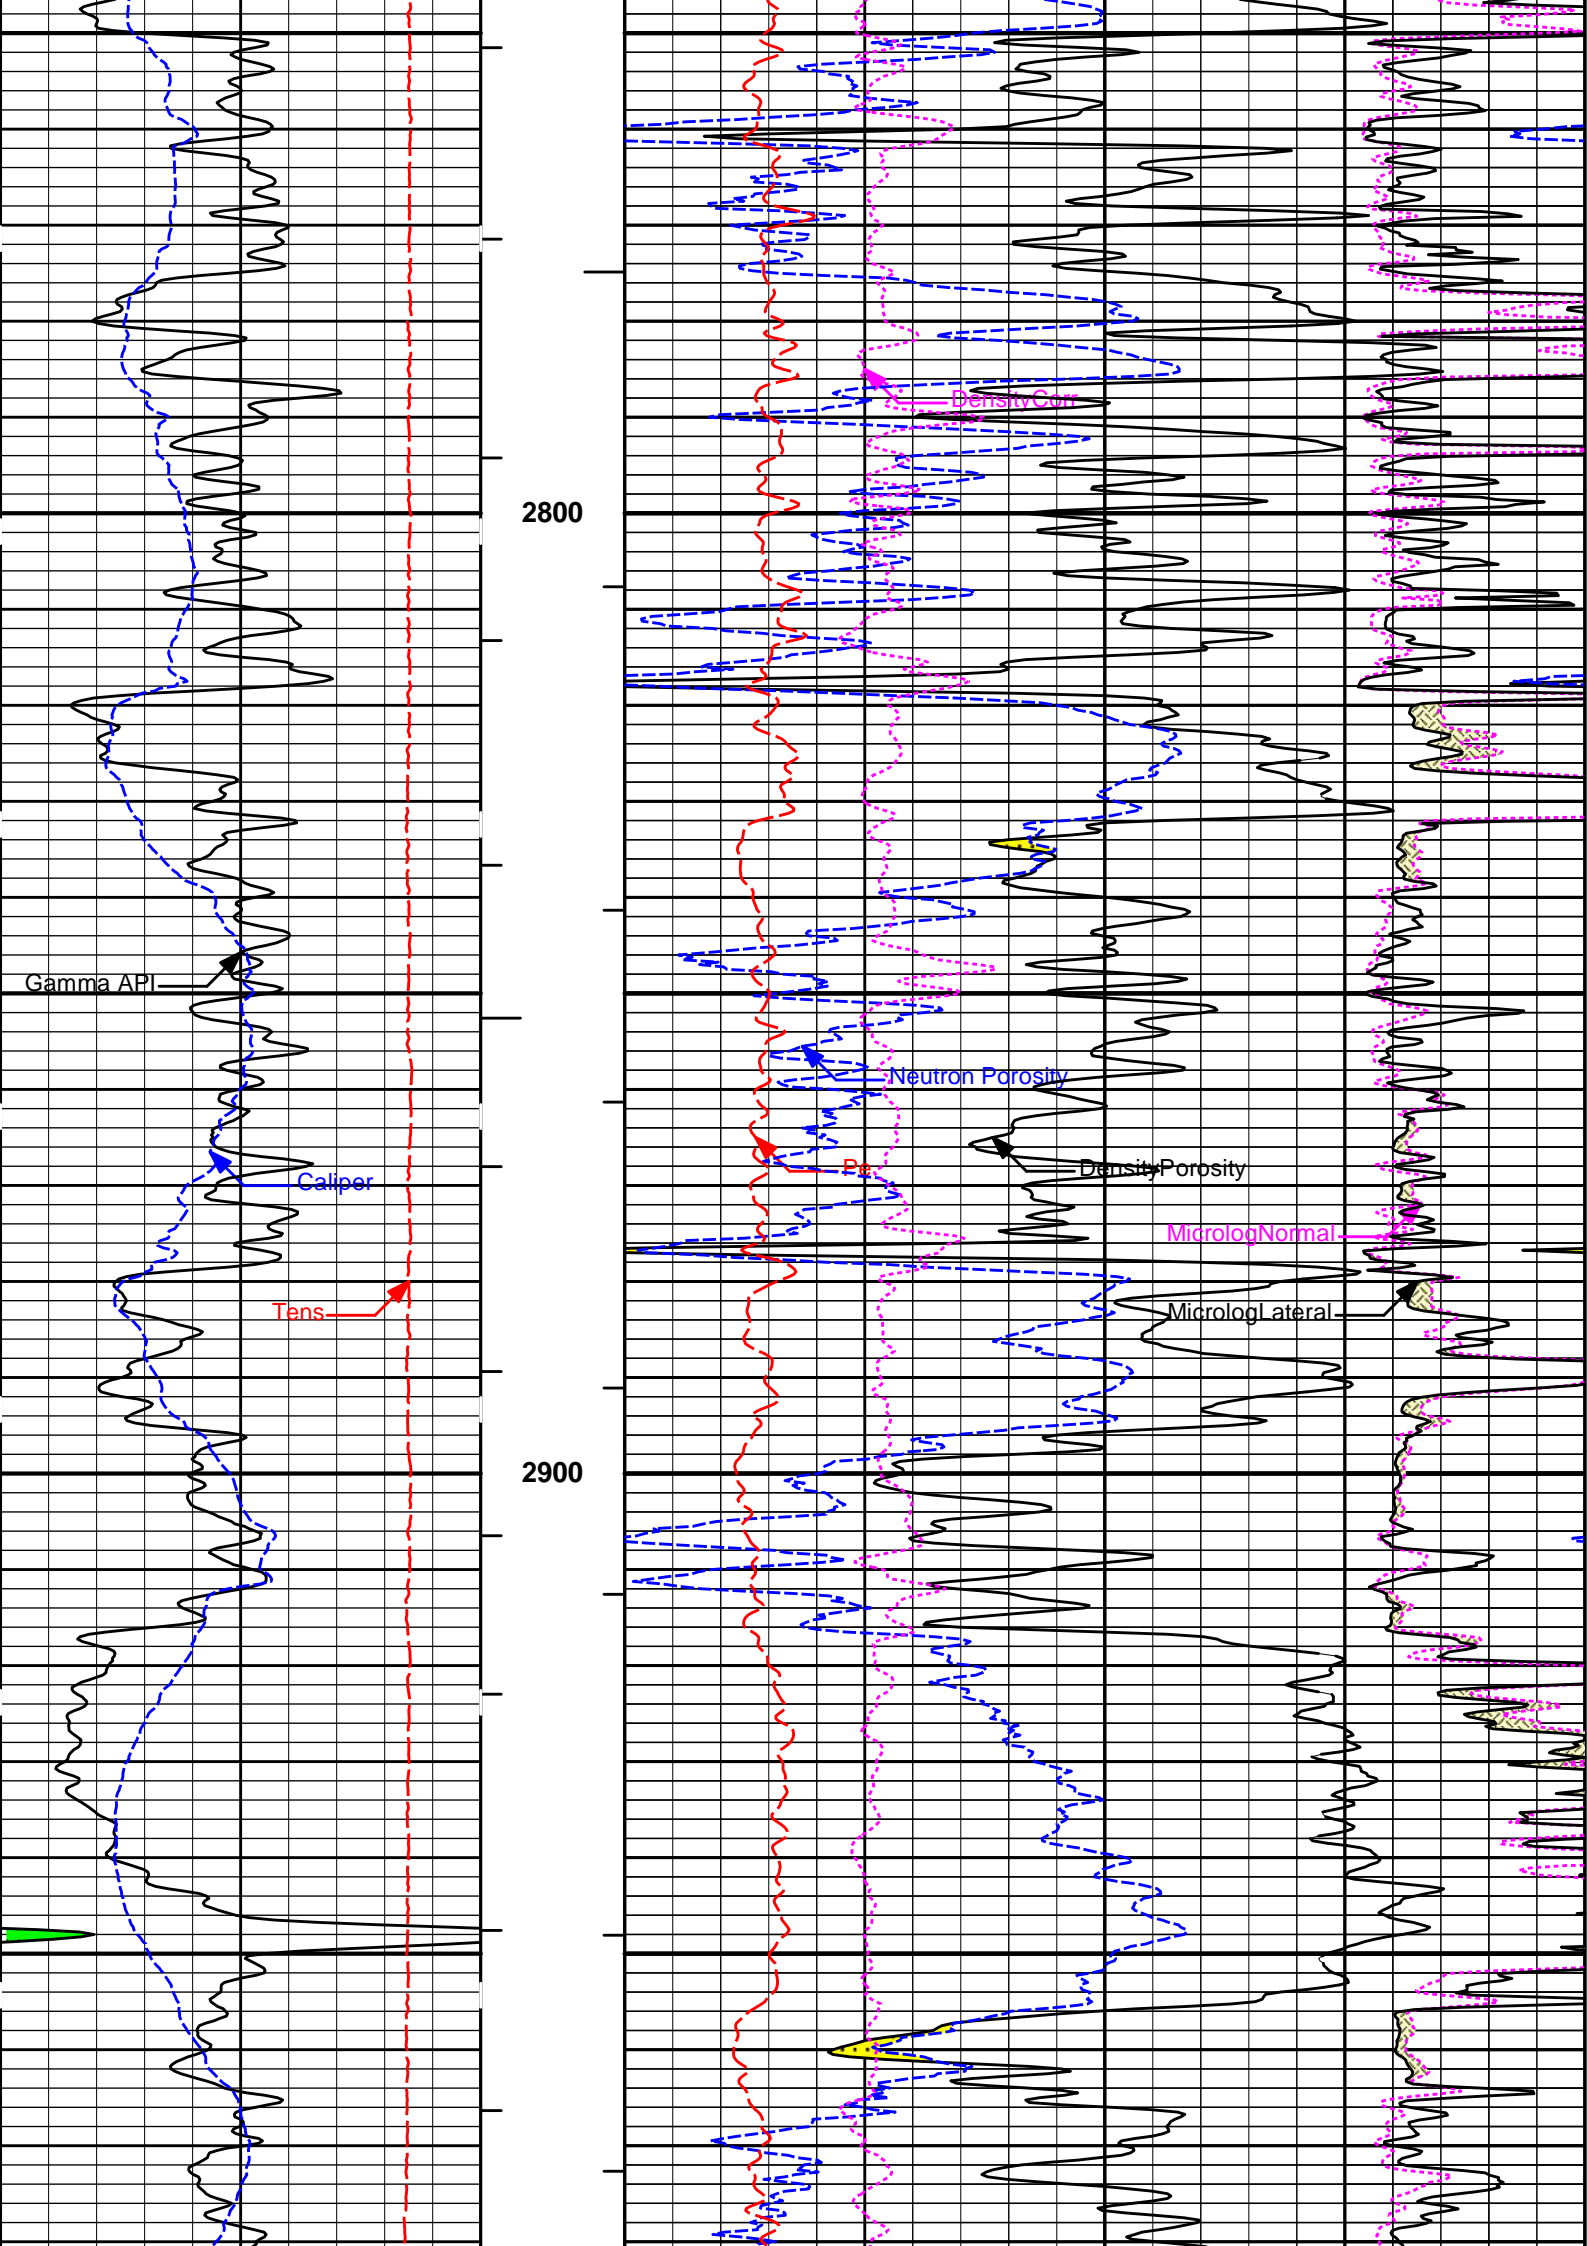 DensityCorr
2800
Gamma API
Neutron Porosity
Pe
DensityPorosity
Caliper
MicrologNormal
Tens
MicrologLateral
2900